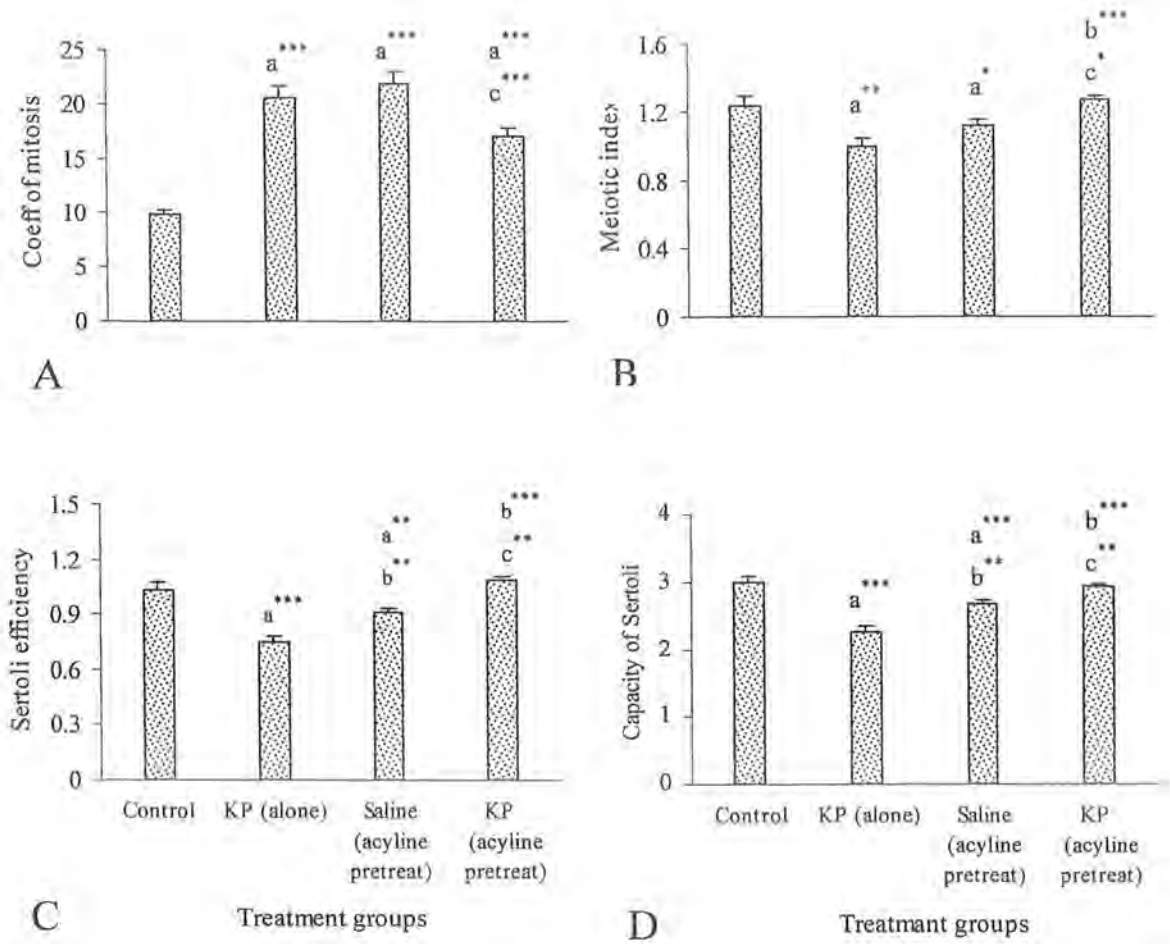 Coeff of mitosis
25
20
15
10
5
0
a***
a***
a***
c***
A
Meiotic index
1.6
1.2
0.8
0.4
0
a**
a*
b***
c*
B
Sertoli efficiency
1.5
1.2
0.9
0.6
0.3
0
a***
a**
b**
b***
c**
Control
KP (alone)
Saline
(acyline
pretreat)
KP
(acyline
pretreat)
C
Treatment groups
Capacity of Sertoli
4
3
2
1
0
a***
a***
b**
b***
c**
Control
KP (alone)
Saline
(acyline
pretreat)
KP
(acyline
pretreat)
D
Treatmant groups